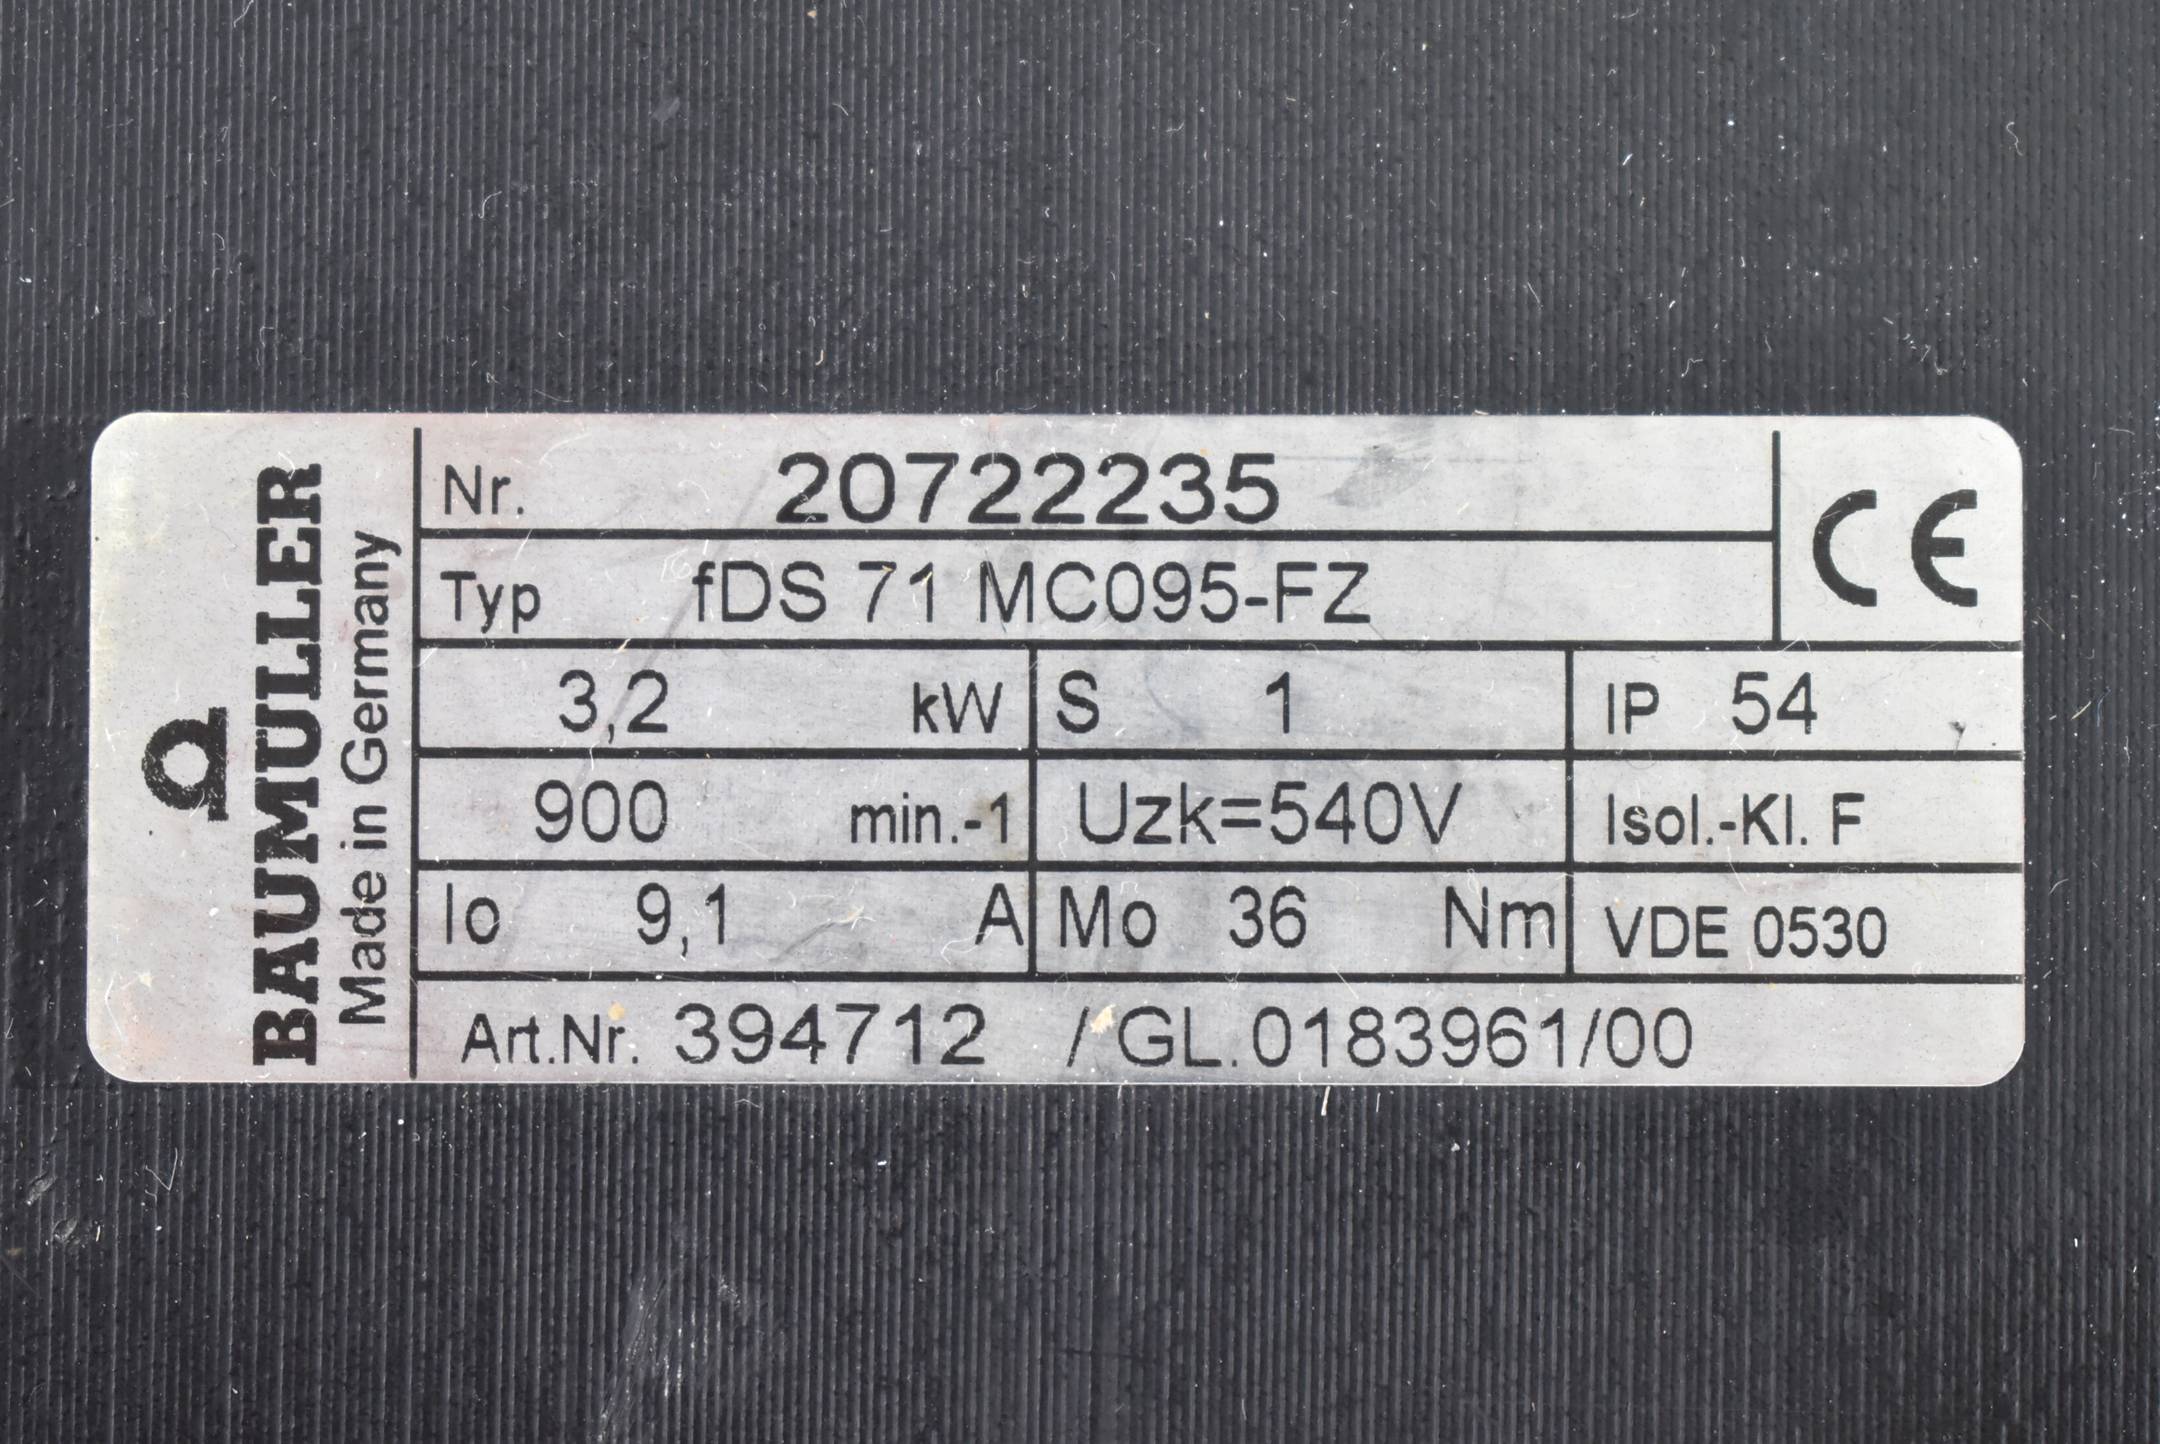 BAUMULLER
Made in Germany
Nr. 20722235
Typ fDS 71 MC095-FZ
CE
3,2 kW S 1 IP 54
900 min.-1 Uzk=540V Isol.-Kl. F
Io 9,1 A Mo 36 Nm VDE 0530
Art.Nr. 394712 / GL.0183961/00